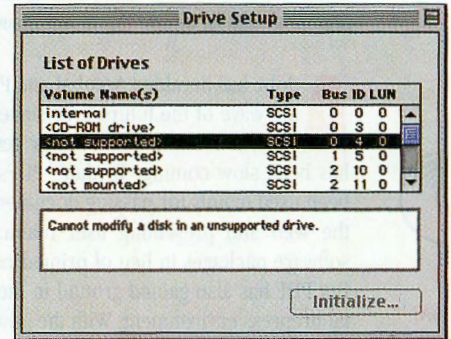 Drive Setup
List of Drives
Volume Name(s) Type Bus ID LUN
internal SCSI 0 0 0
<CD-ROM drive> SCSI 0 3 0
<not supported> SCSI 0 4 0
<not supported> SCSI 1 5 0
<not supported> SCSI 2 10 0
<not mounted> SCSI 2 11 0
Cannot modify a disk in an unsupported drive.
Initialize...